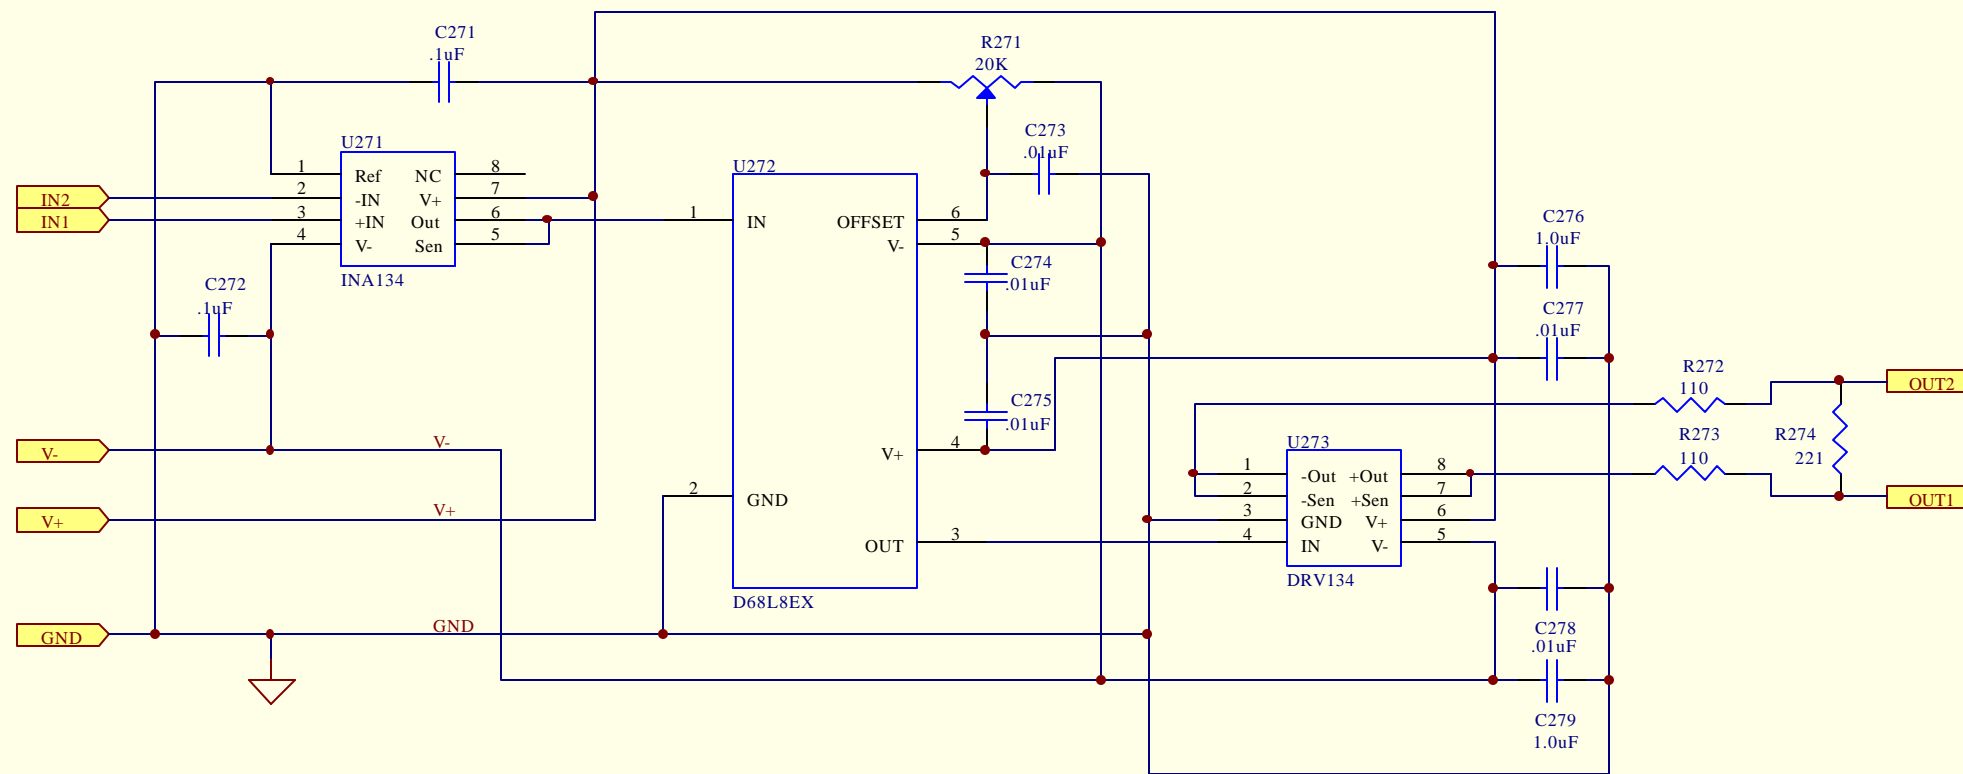 C271
.1uF
R271
20K
C273
.01uF
U271
1 Ref NC 8
2 -IN V+ 7
3 +IN Out 6
4 V- Sen 5
INA134
IN2
IN1
C272
.1uF
U272
1 IN OFFSET 6
V- 5
V+ 4
2 GND
OUT 3
D68L8EX
C274
.01uF
C275
.01uF
C276
1.0uF
C277
.01uF
R272
110
R273
110
R274
221
OUT2
OUT1
U273
1 -Out +Out 8
2 -Sen +Sen 7
3 GND V+ 6
4 IN V- 5
DRV134
V- V-
V+ V+
GND GND
C278
.01uF
C279
1.0uF